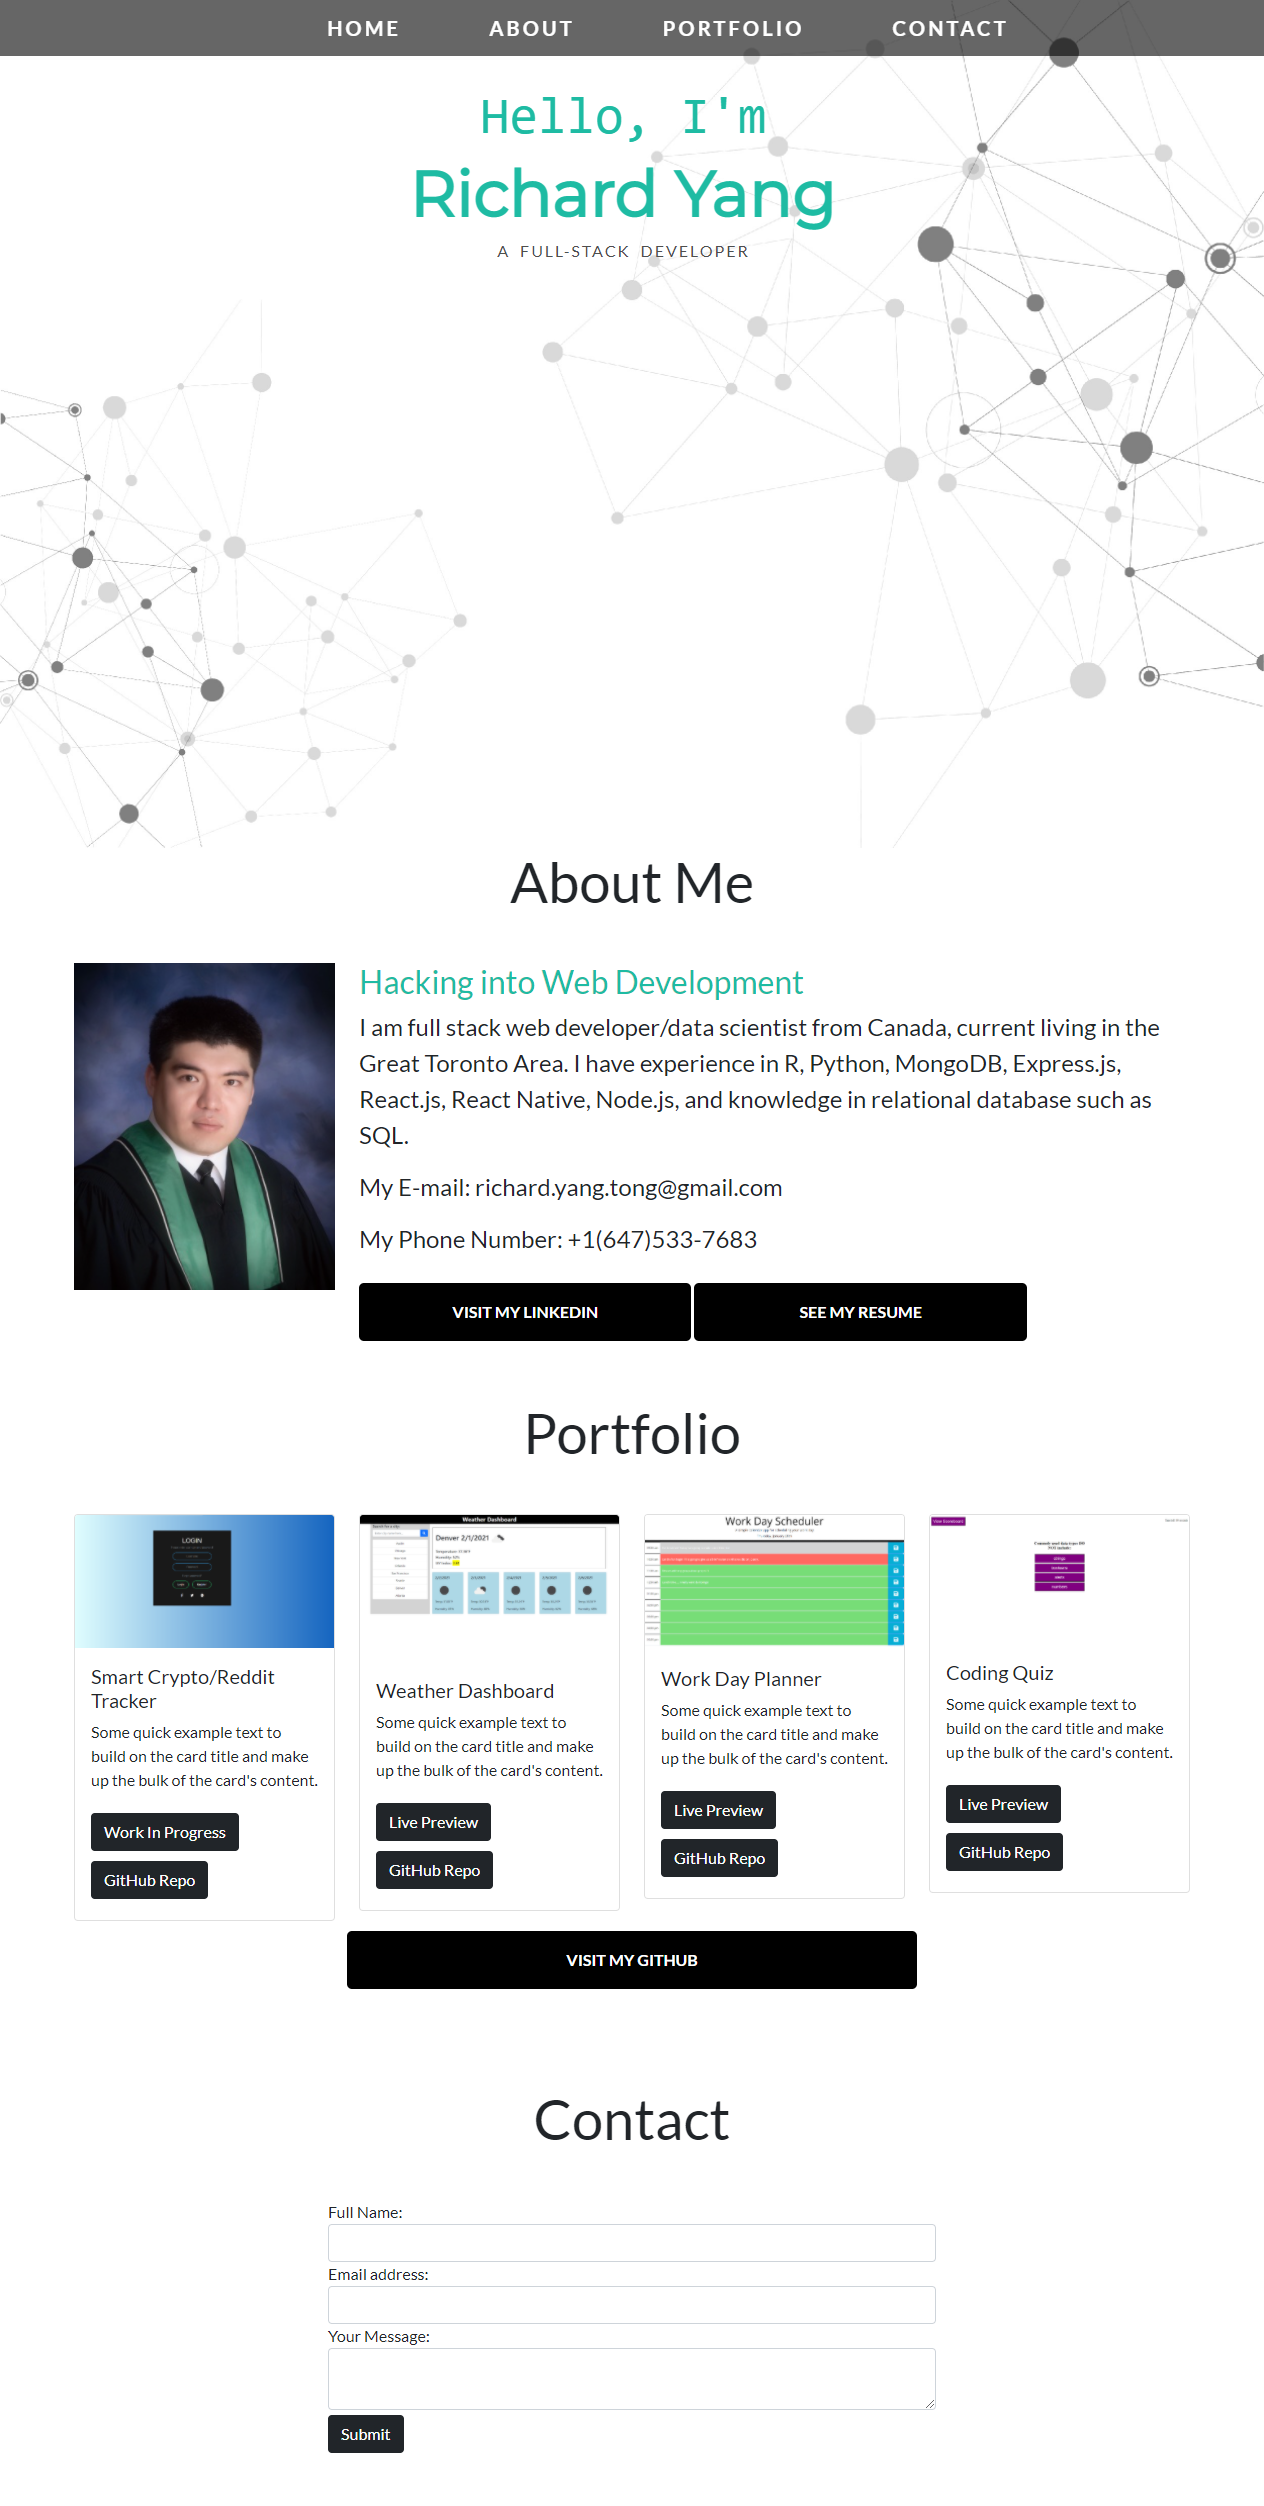 HOME ABOUT PORTFOLIO CONTACT
Hello, I'm
Richard Yang
A FULL-STACK DEVELOPER
About Me
Hacking into Web Development
I am full stack web developer/data scientist from Canada, current living in the
Great Toronto Area. I have experience in R, Python, MongoDB, Express.js,
React.js, React Native, Node.js, and knowledge in relational database such as
SQL.
My E-mail: richard.yang.tong@gmail.com
My Phone Number: +1(647)533-7683
VISIT MY LINKEDIN SEE MY RESUME
Portfolio
LOGIN
Smart Crypto/Reddit
Tracker
Some quick example text to
build on the card title and make
up the bulk of the card's content.
Work In Progress
GitHub Repo
Weather Dashboard
Denver 2/1/2021
Weather Dashboard
Some quick example text to
build on the card title and make
up the bulk of the card's content.
Live Preview
GitHub Repo
Work Day Scheduler
Work Day Planner
Some quick example text to
build on the card title and make
up the bulk of the card's content.
Live Preview
GitHub Repo
Coding Quiz
Some quick example text to
build on the card title and make
up the bulk of the card's content.
Live Preview
GitHub Repo
VISIT MY GITHUB
Contact
Full Name:
Email address:
Your Message:
Submit